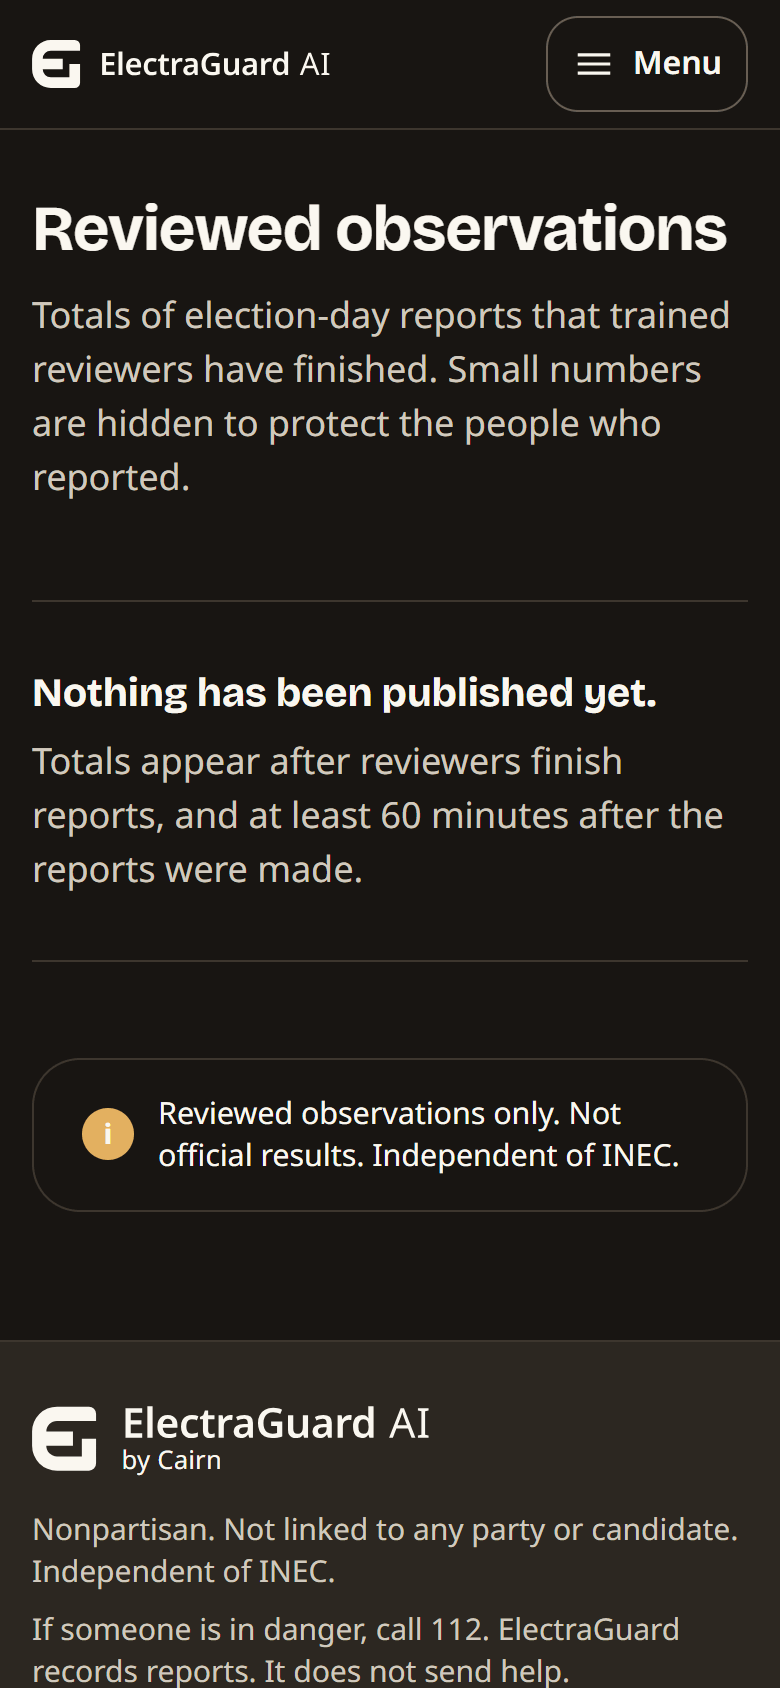 ElectraGuard AI
Menu
Reviewed observations
Totals of election-day reports that trained
reviewers have finished. Small numbers
are hidden to protect the people who
reported.
Nothing has been published yet.
Totals appear after reviewers finish
reports, and at least 60 minutes after the
reports were made.
i
Reviewed observations only. Not
official results. Independent of INEC.
ElectraGuard AI
by Cairn
Nonpartisan. Not linked to any party or candidate.
Independent of INEC.
If someone is in danger, call 112. ElectraGuard
records reports. It does not send help.